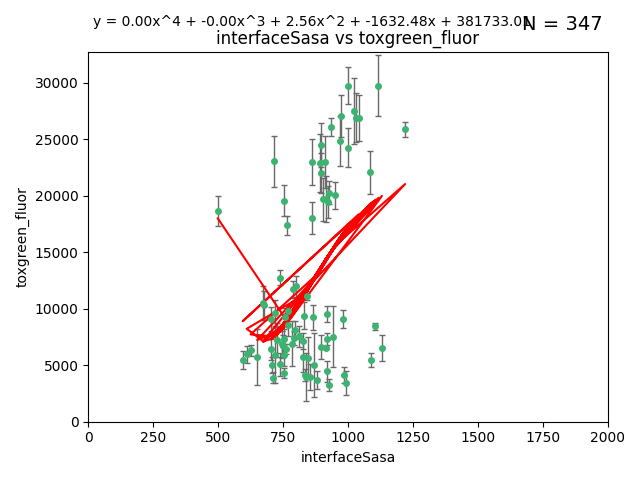 y = 0.00x^4 + -0.00x^3 + 2.56x^2 + -1632.48x + 381733.01
N = 347
interfaceSasa vs toxgreen_fluor
30000
25000
20000
15000
10000
5000
0
toxgreen_fluor
0 250 500 750 1000 1250 1500 1750 2000
interfaceSasa